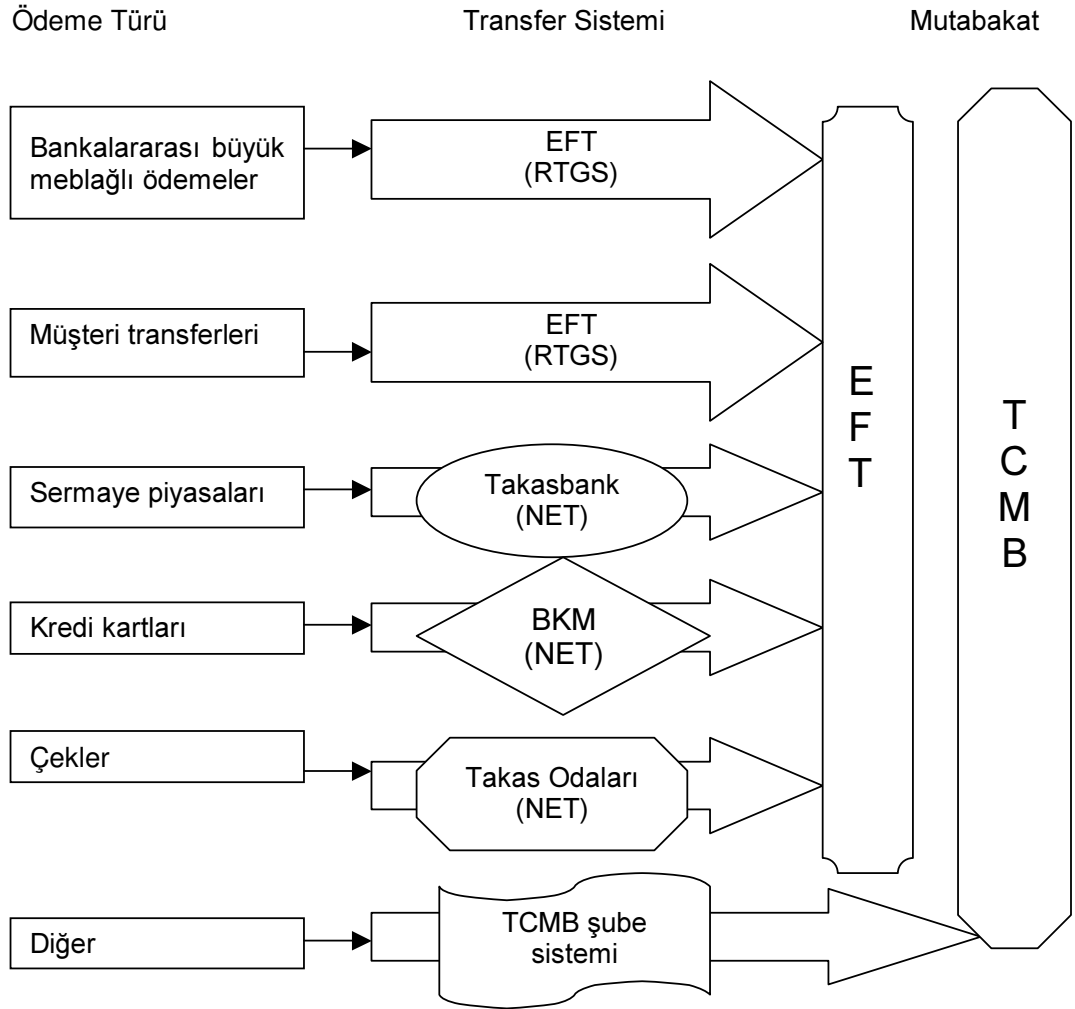 Ödeme Türü
Transfer Sistemi
Mutabakat
Bankalararası büyük
meblağlı ödemeler
EFT
(RTGS)
Müşteri transferleri
EFT
(RTGS)
Sermaye piyasaları
Takasbank
(NET)
Kredi kartları
BKM
(NET)
Çekler
Takas Odaları
(NET)
Diğer
TCMB şube
sistemi
E
F
T
T
C
M
B